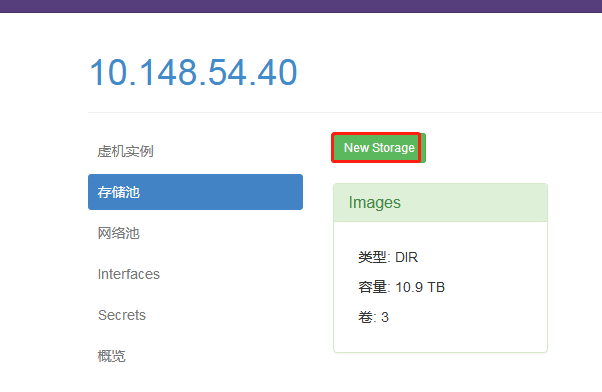 10.148.54.40
虚机实例
存储池
网络池
Interfaces
Secrets
概览
New Storage
Images
类型: DIR
容量: 10.9 TB
卷: 3